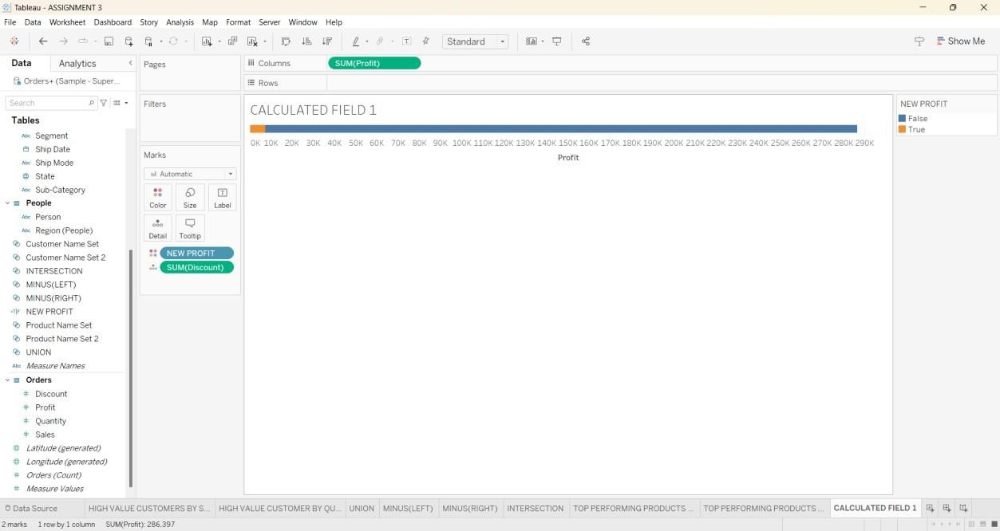 Tableau - ASSIGNMENT 3
File Data Worksheet Dashboard Story Analysis Map Format Server Window Help
Standard
Show Me
Data Analytics
Orders+ (Sample - Super...
Search
Tables
Abc Segment
Ship Date
Abc Ship Mode
State
Abc Sub-Category
People
Abc Person
Abc Region (People)
Customer Name Set
Customer Name Set 2
INTERSECTION
MINUS(LEFT)
MINUS(RIGHT)
=T|F NEW PROFIT
Product Name Set
Product Name Set 2
UNION
Abc Measure Names
Orders
# Discount
# Profit
# Quantity
# Sales
Latitude (generated)
Longitude (generated)
# Orders (Count)
# Measure Values
Pages
Filters
Marks
Automatic
Color Size Label
Detail Tooltip
NEW PROFIT
SUM(Discount)
Columns SUM(Profit)
Rows
CALCULATED FIELD 1
0K 10K 20K 30K 40K 50K 60K 70K 80K 90K 100K 110K 120K 130K 140K 150K 160K 170K 180K 190K 200K 210K 220K 230K 240K 250K 260K 270K 280K 290K
Profit
NEW PROFIT
False
True
Data Source HIGH VALUE CUSTOMERS BY S... HIGH VALUE CUSTOMER BY QU... UNION MINUS(LEFT) MINUS(RIGHT) INTERSECTION TOP PERFORMING PRODUCTS ... TOP PERFORMING PRODUCTS ... CALCULATED FIELD 1
2 marks 1 row by 1 column SUM(Profit): 286,397